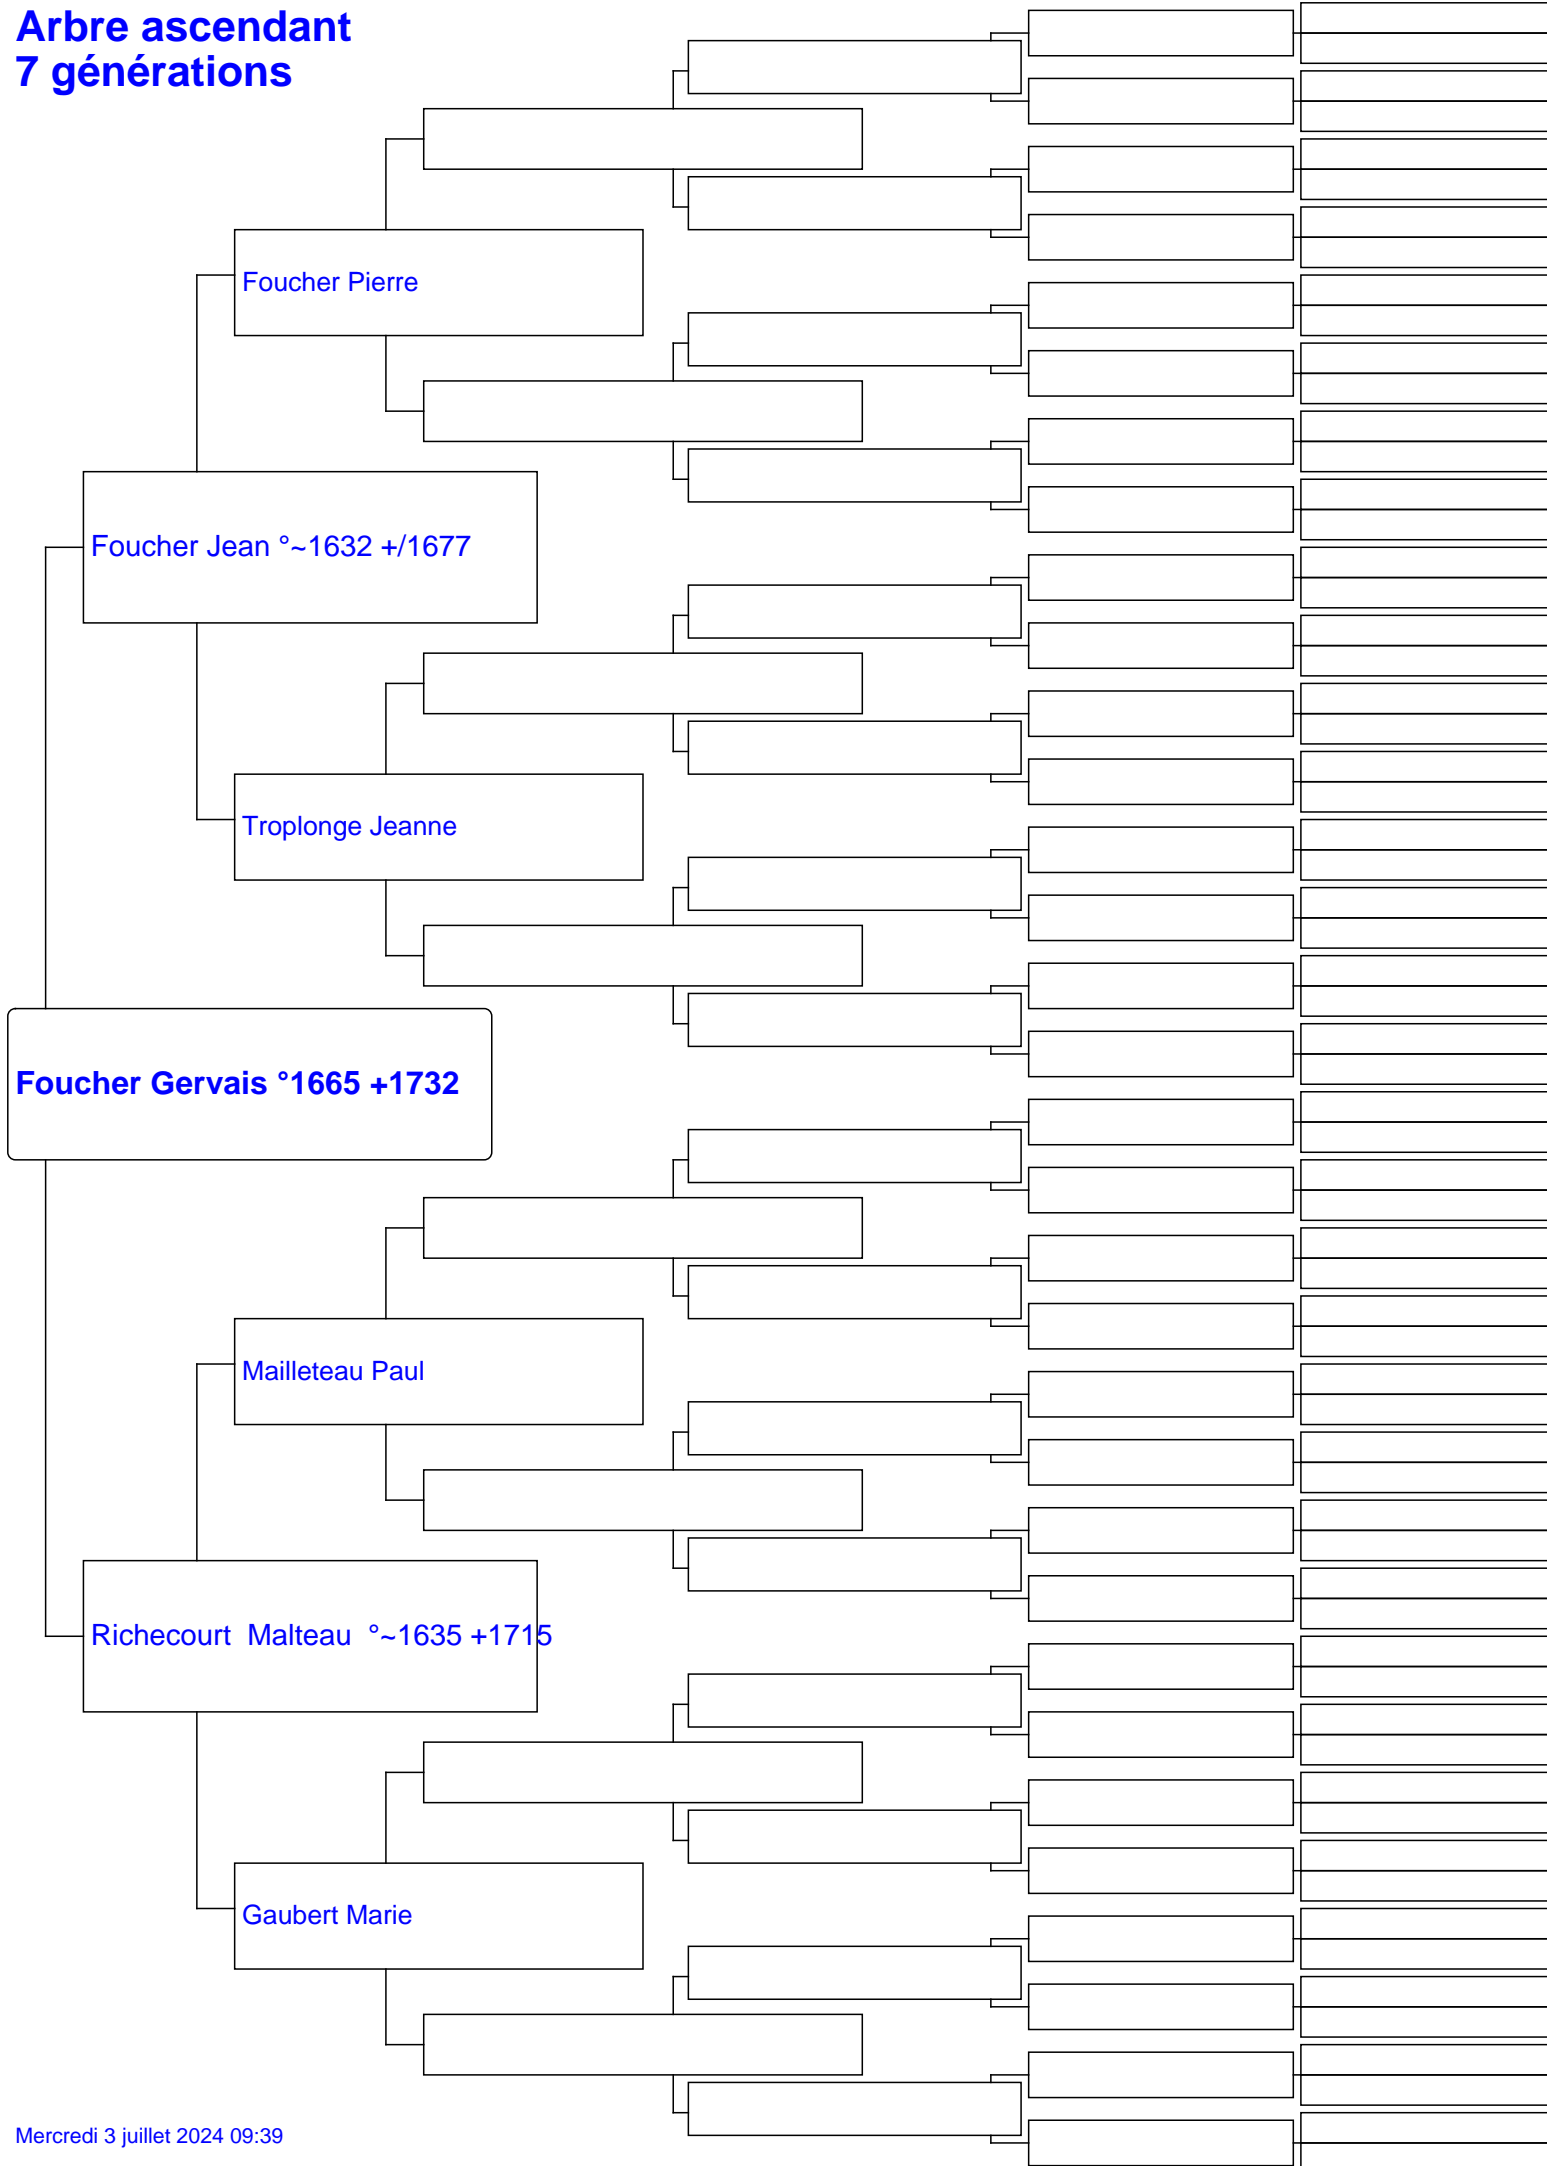 Arbre ascendant
7 générations
Foucher Pierre
Foucher Jean °~1632 +/1677
Troplonge Jeanne
Foucher Gervais °1665 +1732
Mailleteau Paul
Richecourt  Malteau  °~1635 +1715
Gaubert Marie
Mercredi 3 juillet 2024 09:39